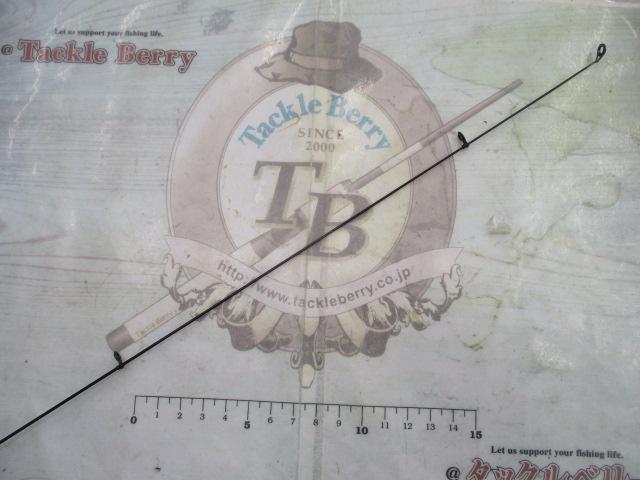 Let us support your fishing life.
@ Tackle Berry
Tackle Berry
SINCE
2000
TB
http://www.tackleberry.co.jp
0 1 2 3 4 5 6 7 8 9 10 11 12 13 14 15
Let us support your fishing life.
@ タックルベリー